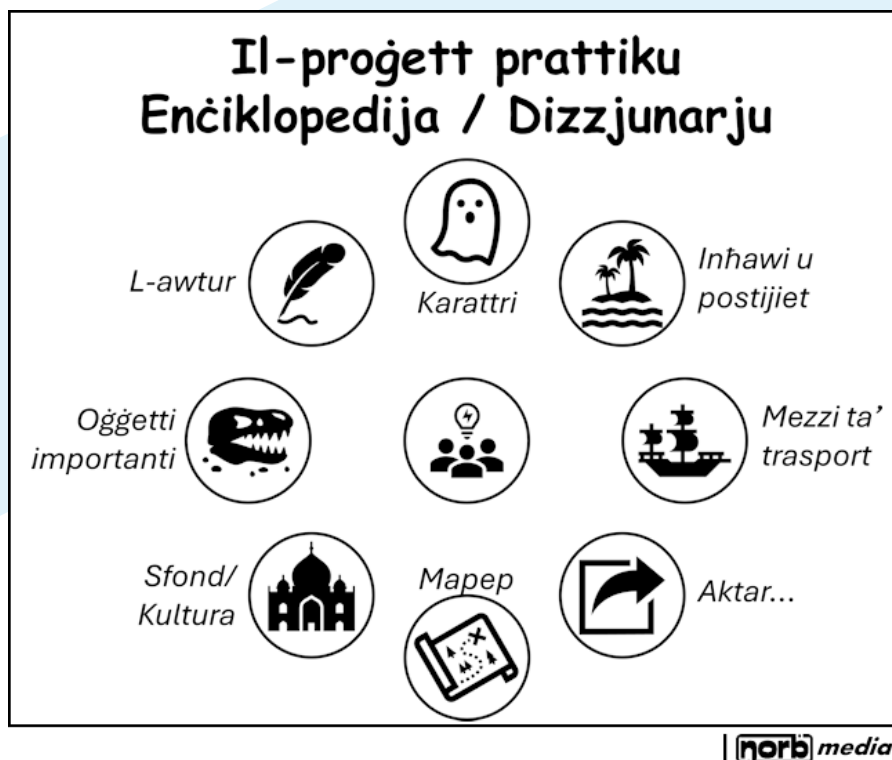 Il-proġett prattiku
Enċiklopedija / Dizzjunarju
L-awtur
Karattri
Inħawi u
postijiet
Oġġetti
importanti
Mezzi ta’
trasport
Sfond/
Kultura
Mapep
Aktar...
norb media